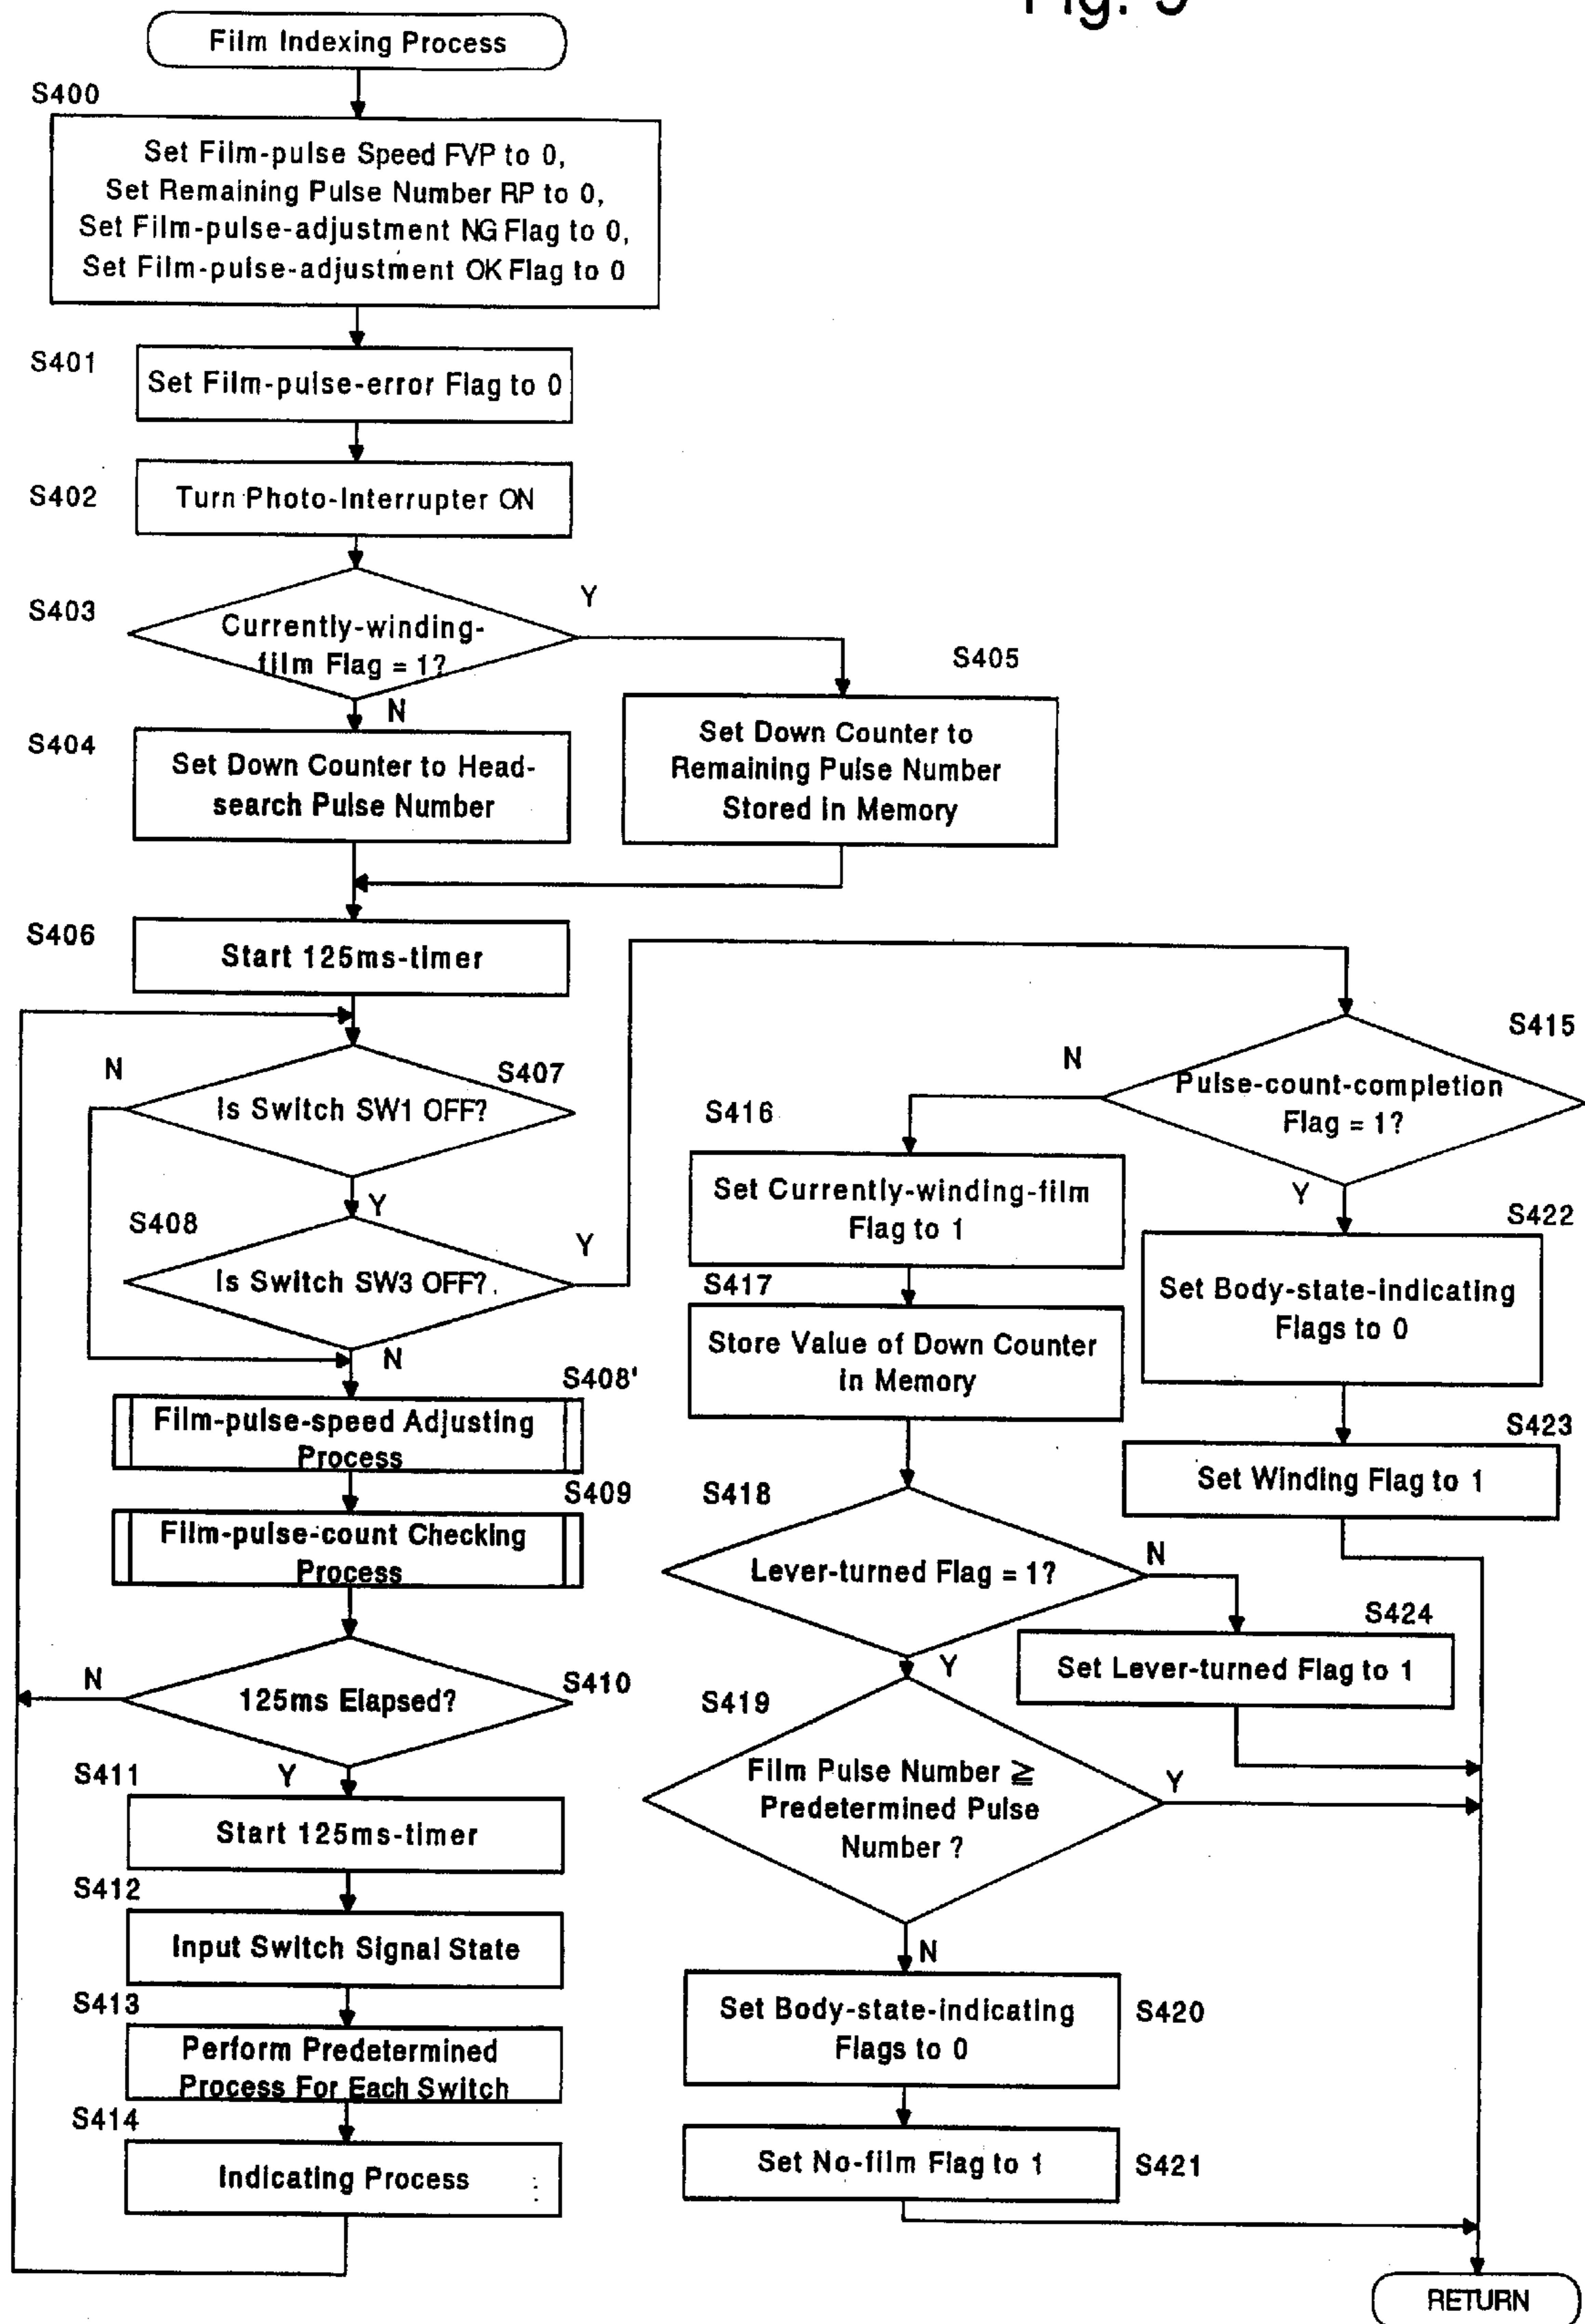 Fig.
Film Indexing Process
S400
Set Film-pulse Speed FVP to 0,
Set Remaining Pulse Number RP to 0,
Set Film-pulse-adjustment NG Flag to 0,
Set Film-pulse-adjustment OK Flag to 0
S401
Set Film-pulse-error Flag to 0
S402
Turn Photo-Interrupter ON
S403
Currently-winding-
film Flag = 1?
Y
N
S404
Set Down Counter to Head-
search Pulse Number
S405
Set Down Counter to
Remaining Pulse Number
Stored in Memory
S406
Start 125ms-timer
S407
Is Switch SW1 OFF?
N
Y
S408
Is Switch SW3 OFF?
Y
N
S408'
Film-pulse-speed Adjusting
Process
S409
Film-pulse-count Checking
Process
S410
125ms Elapsed?
N
Y
S411
Start 125ms-timer
S412
Input Switch Signal State
S413
Perform Predetermined
Process For Each Switch
S414
Indicating Process
S415
Pulse-count-completion
Flag = 1?
N
Y
S416
Set Currently-winding-film
Flag to 1
S417
Store Value of Down Counter
in Memory
S418
Lever-turned Flag = 1?
N
Y
S419
Film Pulse Number ≧
Predetermined Pulse
Number ?
Y
N
S420
Set Body-state-indicating
Flags to 0
S421
Set No-film Flag to 1
S422
Set Body-state-indicating
Flags to 0
S423
Set Winding Flag to 1
S424
Set Lever-turned Flag to 1
RETURN